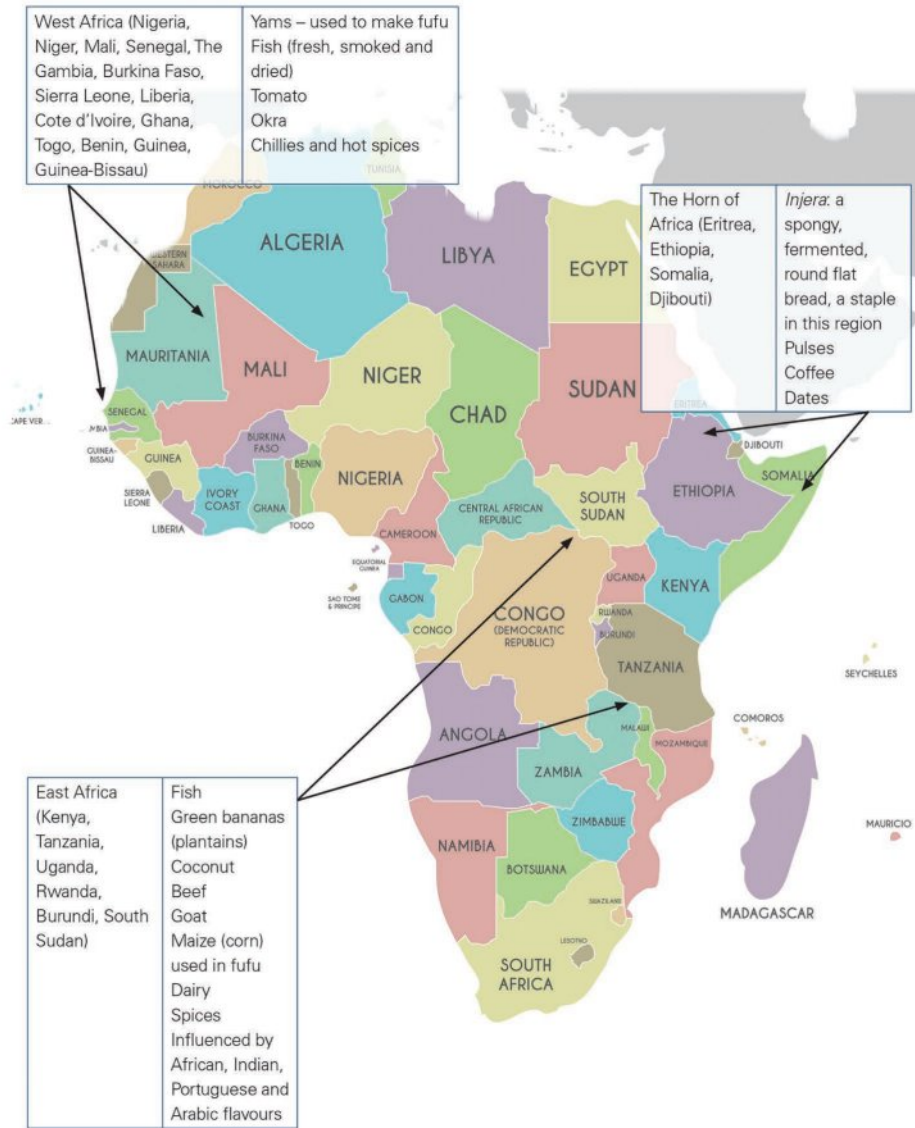 West Africa (Nigeria,
Niger, Mali, Senegal, The
Gambia, Burkina Faso,
Sierra Leone, Liberia,
Cote d'Ivoire, Ghana,
Togo, Benin, Guinea,
Guinea-Bissau)
Yams – used to make fufu
Fish (fresh, smoked and
dried)
Tomato
Okra
Chillies and hot spices
The Horn of
Africa (Eritrea,
Ethiopia,
Somalia,
Djibouti)
Injera: a
spongy,
fermented,
round flat
bread, a staple
in this region
Pulses
Coffee
Dates
MOROCCO
TUNISIA
ALGERIA
LIBYA
EGYPT
WESTERN
SAHARA
MAURITANIA
MALI
NIGER
CHAD
SUDAN
ERITREA
DJIBOUTI
SOMALIA
CAPE VER...
SENEGAL
MBIA
GUINEA-
BISSAU
GUINEA
SIERRA
LEONE
LIBERIA
IVORY
COAST
BURKINA
FASO
GHANA
TOGO
BENIN
NIGERIA
CAMEROON
CENTRAL AFRICAN
REPUBLIC
SOUTH
SUDAN
ETHIOPIA
EQUATORIAL
GUINEA
SAO TOME
& PRINCIPE
GABON
CONGO
CONGO
(DEMOCRATIC
REPUBLIC)
UGANDA
KENYA
RWANDA
BURUNDI
TANZANIA
SEYCHELLES
COMOROS
ANGOLA
ZAMBIA
MALAWI
MOZAMBIQUE
ZIMBABWE
NAMIBIA
BOTSWANA
SWAZILAND
LESOTHO
SOUTH
AFRICA
MADAGASCAR
MAURICIO
East Africa
(Kenya,
Tanzania,
Uganda,
Rwanda,
Burundi, South
Sudan)
Fish
Green bananas
(plantains)
Coconut
Beef
Goat
Maize (corn)
used in fufu
Dairy
Spices
Influenced by
African, Indian,
Portuguese and
Arabic flavours